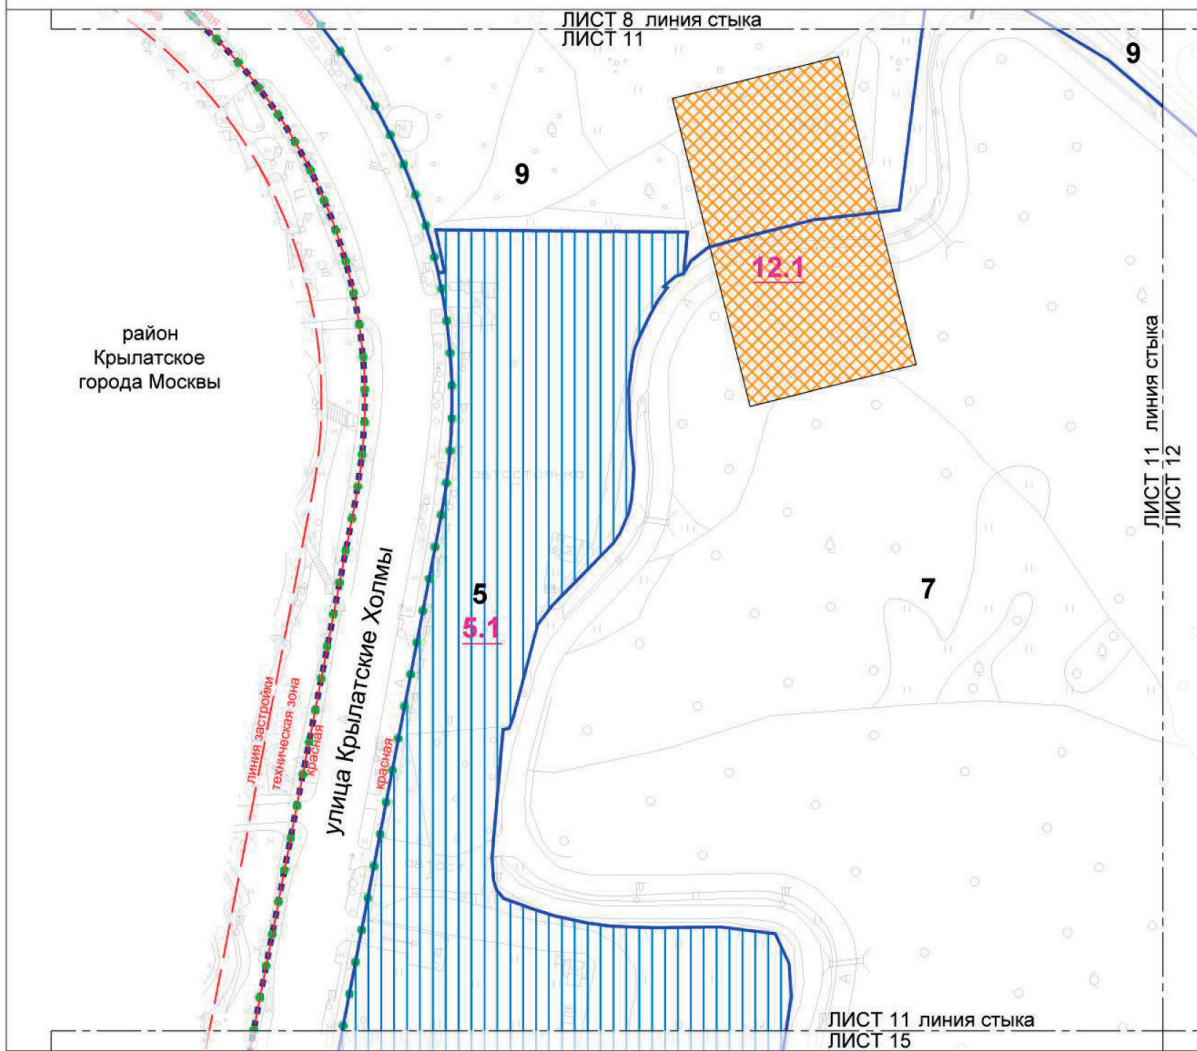 ЛИСТ 8 линия стыка
ЛИСТ 11
9
9
12.1
район
Крылатское
города Москвы
ЛИСТ 11 линия стыка
ЛИСТ 12
автостоянка
5
5.1
7
улица Крылатские Холмы
линия застройки
техническая зона
красная
красная
ЛИСТ 11 линия стыка
ЛИСТ 15